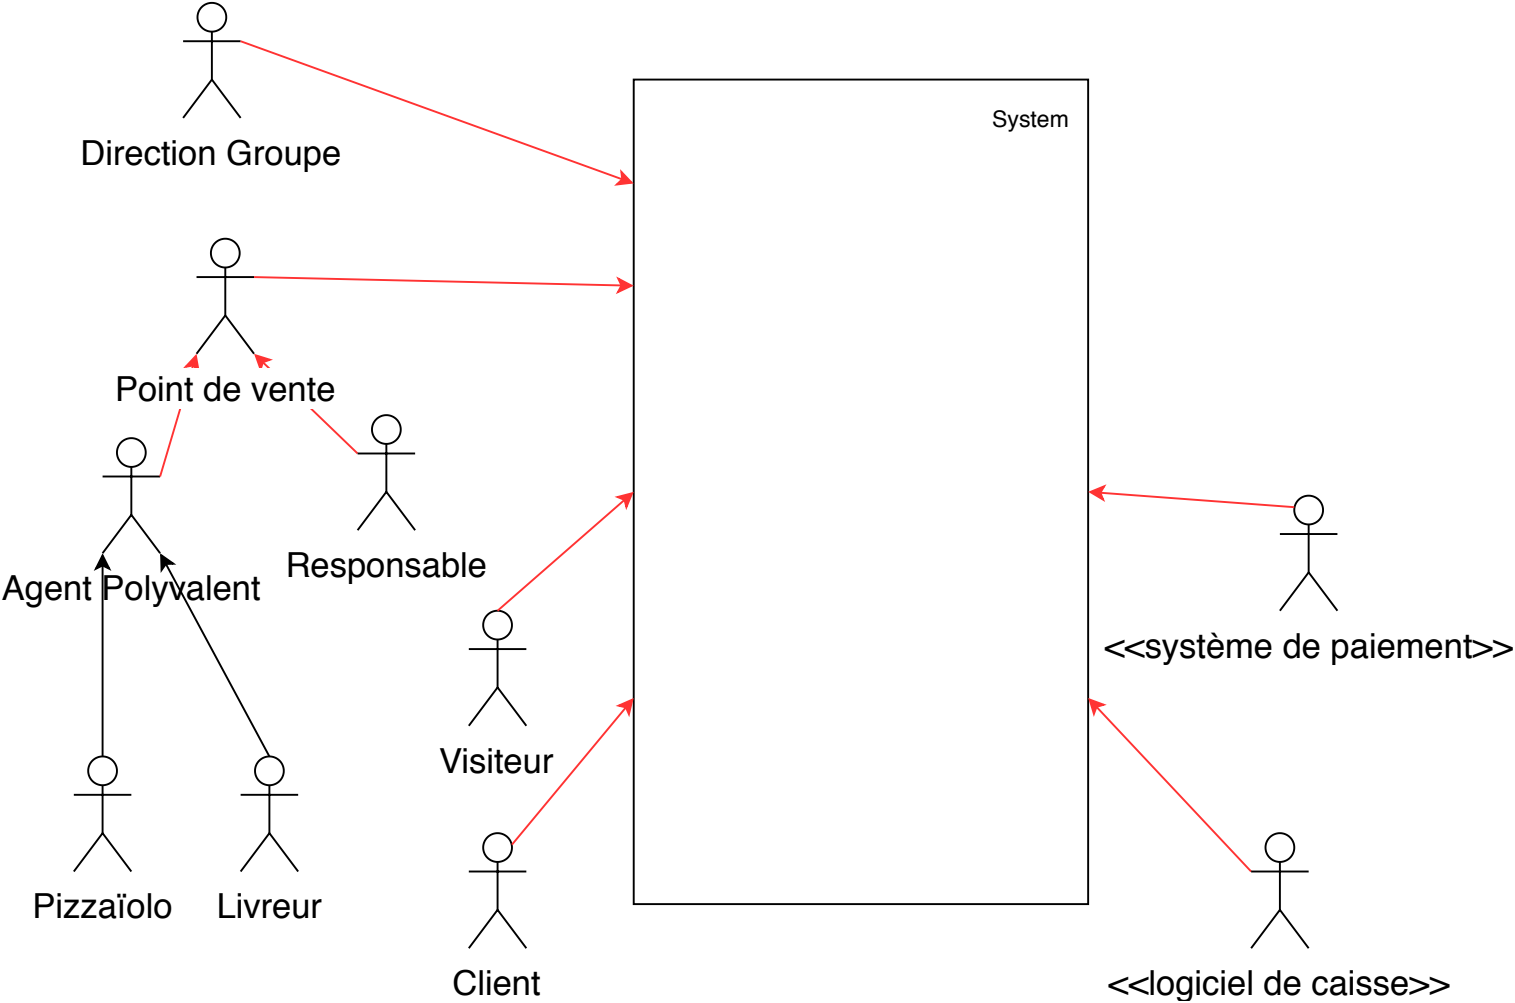 System
Direction Groupe
Point de vente
Responsable
Agent Polyvalent
<<système de paiement>>
Visiteur
Pizzaïolo
Livreur
Client
<<logiciel de caisse>>